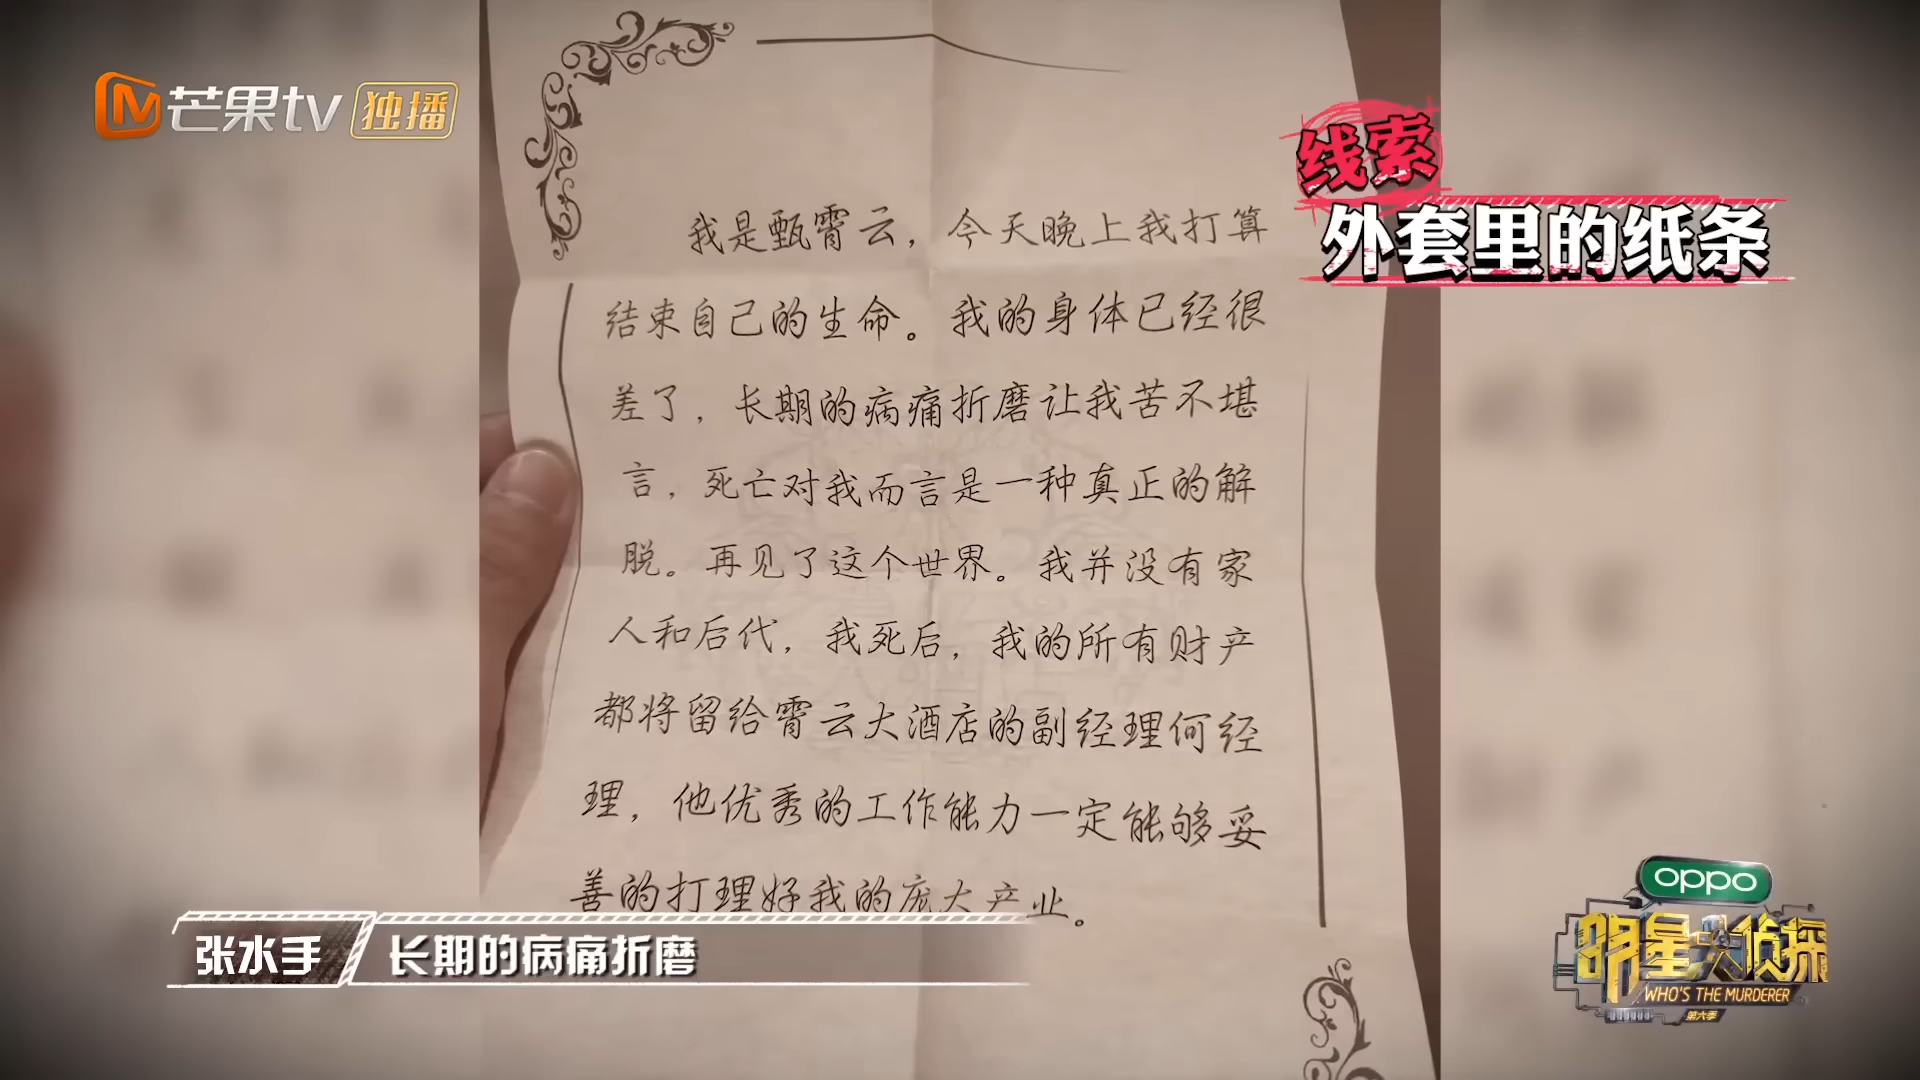 芒果tv 独播
线索
外套里的纸条
我是甄霄云，今天晚上我打算
结束自己的生命。我的身体已经很
差了，长期的病痛折磨让我苦不堪
言，死亡对我而言是一种真正的解
脱。再见了这个世界。我并没有家
人和后代，我死后，我的所有财产
都将留给霄云大酒店的副经理何经
理，他优秀的工作能力一定能够妥
善的打理好我的庞大产业。
张水手 长期的病痛折磨
oppo
明星大侦探
WHO'S THE MURDERER
第六季